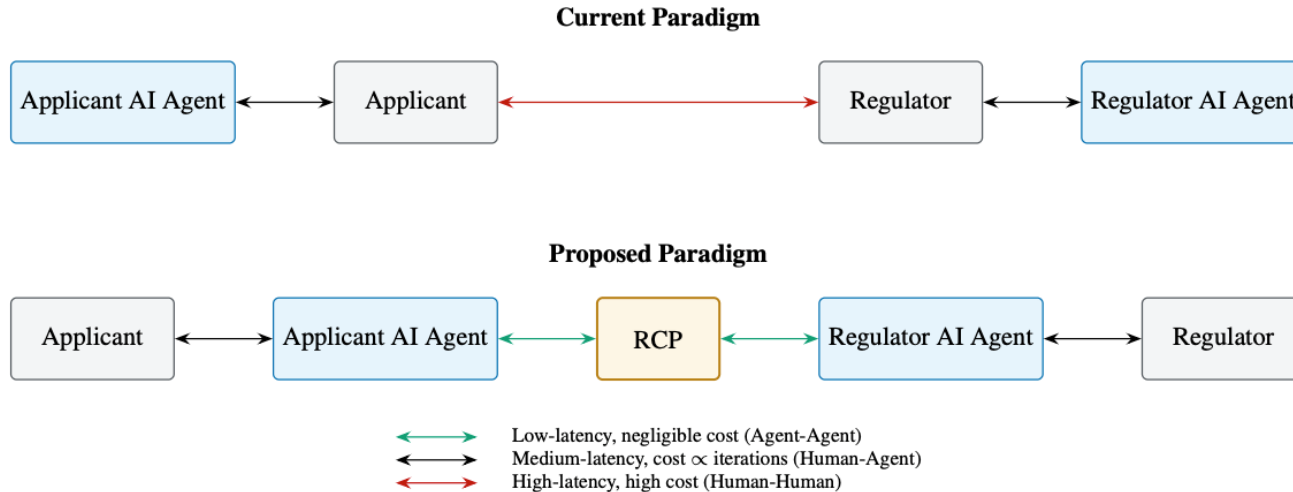 Current Paradigm
Applicant AI Agent
Applicant
Regulator
Regulator AI Agent
Proposed Paradigm
Applicant
Applicant AI Agent
RCP
Regulator AI Agent
Regulator
Low-latency, negligible cost (Agent-Agent)
Medium-latency, cost ∝ iterations (Human-Agent)
High-latency, high cost (Human-Human)